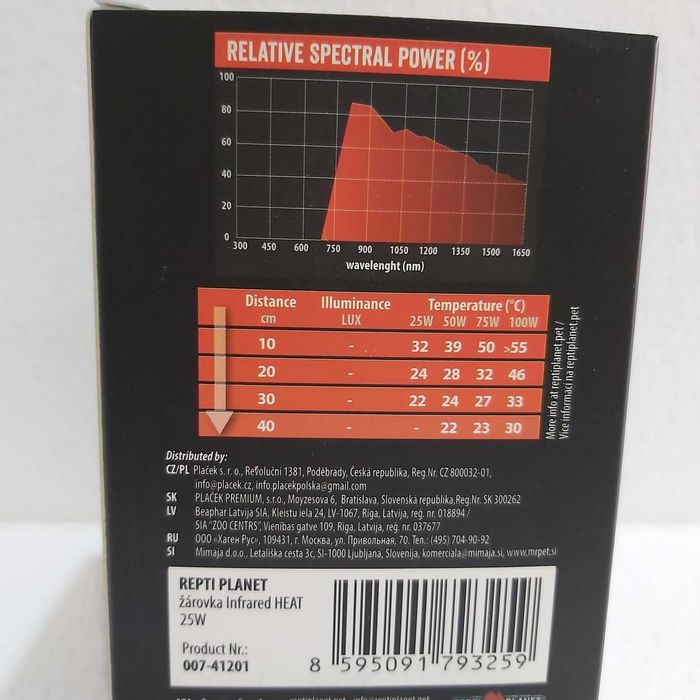 RELATIVE SPECTRAL POWER (%)
100
80
60
40
20
0
300 450 600 750 900 1050 1200 1350 1500 1650
wavelenght (nm)
Distance Illuminance Temperature (°C)
cm LUX 25W 50W 75W 100W
10 - 32 39 50 >55
20 - 24 28 32 46
30 - 22 24 27 33
40 - - 22 23 30
More info at reptiplanet.pet /
Více informací na reptiplanet.pet
Distributed by:
CZ/PL Plaček s. r. o., Revoluční 1381, Poděbrady, Česká republika, Reg.Nr. CZ 800032-01,
info@placek.cz, info.placekpolska@gmail.com
SK PLAČEK PREMIUM, s.r.o., Moyzesova 6, Bratislava, Slovenská republika,Reg.Nr. SK 300262
LV Beaphar Latvija SIA, Kleistu iela 24, LV-1067, Riga, Latvija, reģ. nr. 018894 /
SIA "ZOO CENTRS", Vienības gatve 109, Riga, Latvija, reģ. nr. 037677
RU ООО «Хаген Рус», 109431, г. Москва, ул. Привольная, 70. Тел.: (495) 704-90-92
SI Mimaja d.o.o., Letališka cesta 3c, SI-1000 Ljubljana, Slovenija, komerciala@mimaja.si, www.mrpet.si
REPTI PLANET
žárovka Infrared HEAT
25W
Product Nr.:
007-41201
8 595091 793259